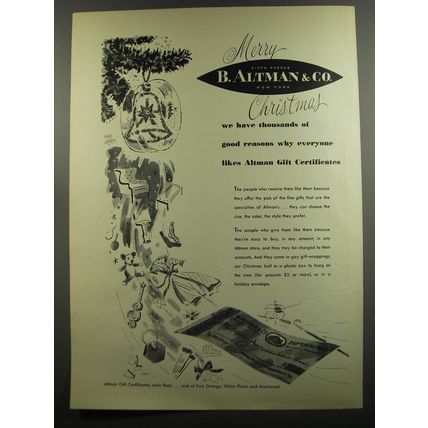 Merry
FIFTH AVENUE
B. ALTMAN & CO.
NEW YORK
Christmas
we have thousands of
good reasons why everyone
likes Altman Gift Certificates
The people who receive them like them because
they offer the pick of the fine gifts that are the
specialties of Altman's . . . they can choose
the size, the color, the style they prefer.
The people who give them like them because
they're easy to buy, in any amount, in any
Altman store, and they may be charged to their
accounts. And they come in gay gift-wrappings,
our Christmas bell or a plastic box to hang on
the tree (for amounts $5 or more), or in a
holiday envelope.
Altman Gift Certificates, main floor . . . and at East Orange, White Plains and Manhasset